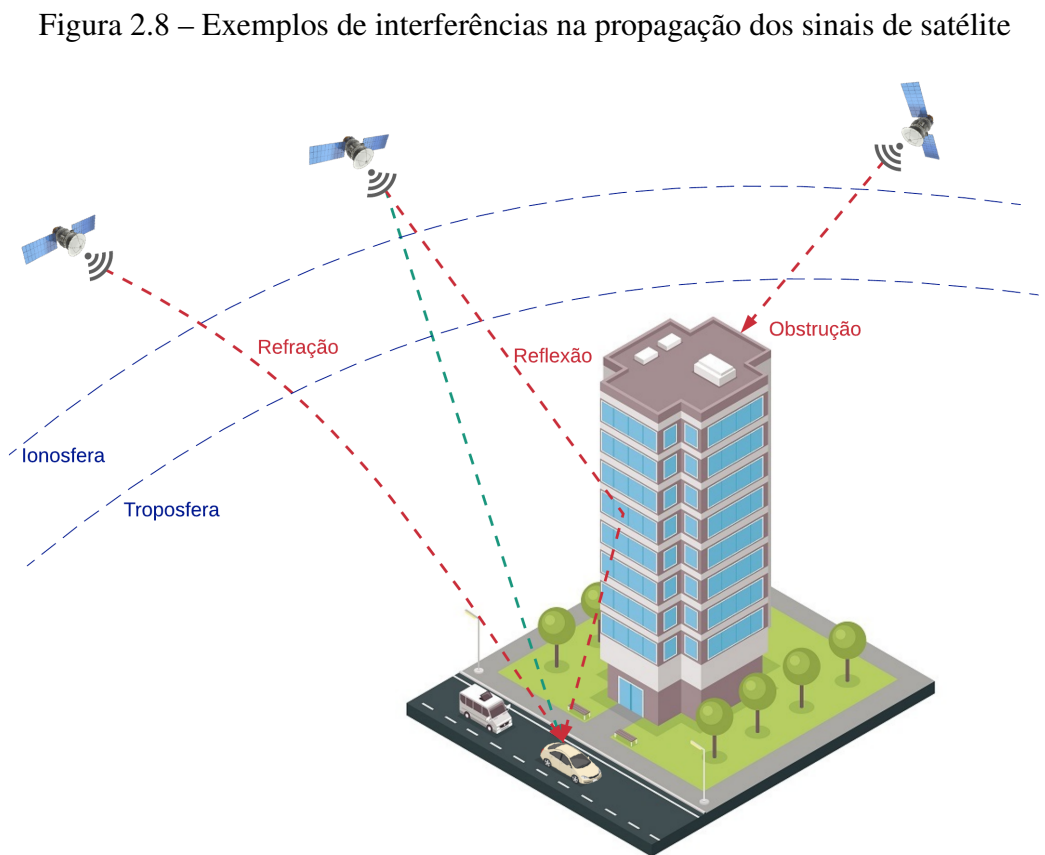 Figura 2.8 – Exemplos de interferências na propagação dos sinais de satélite
Obstrução
Refração
Reflexão
Ionosfera
Troposfera